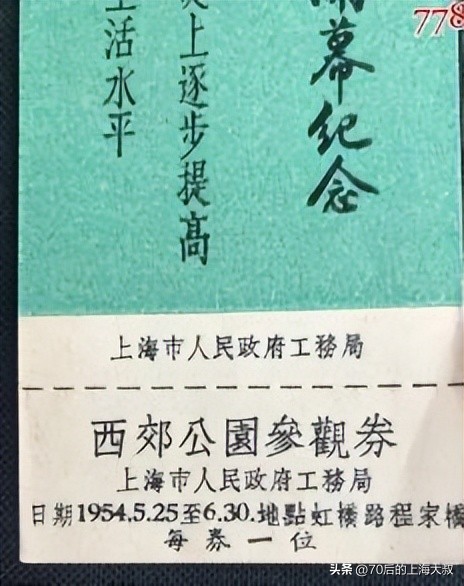 778
幕紀念
上逐步提高
活水平
上海市人民政府工務局
西郊公園參觀券
上海市人民政府工務局
日期1954.5.25至6.30.地點虹橋路程家橋
每券一位
头条 @70后的上海大叔